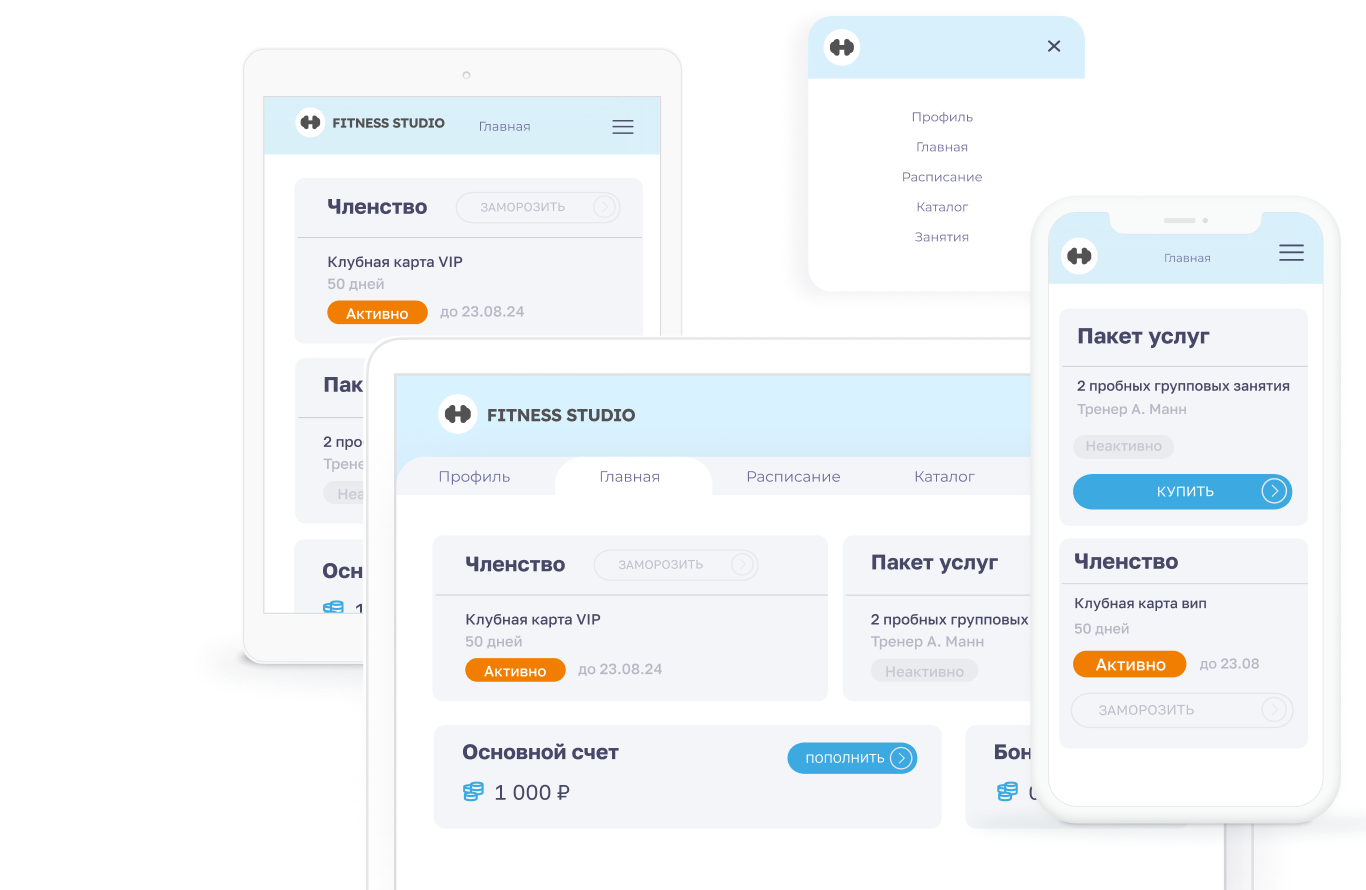 FITNESS STUDIO
Главная
Членство
ЗАМОРОЗИТЬ
Клубная карта VIP
50 дней
Активно
до 23.08.24
Пак
2 про
Трене
Неа
Осн
Профиль
Главная
Расписание
Каталог
Занятия
FITNESS STUDIO
Профиль
Главная
Расписание
Каталог
Членство
ЗАМОРОЗИТЬ
Клубная карта VIP
50 дней
Активно
до 23.08.24
Пакет услуг
2 пробных групповых
Тренер А. Манн
Неактивно
Основной счет
ПОПОЛНИТЬ
1 000 ₽
Бон
Главная
Пакет услуг
2 пробных групповых занятия
Тренер А. Манн
Неактивно
КУПИТЬ
Членство
Клубная карта вип
50 дней
Активно
до 23.08
ЗАМОРОЗИТЬ